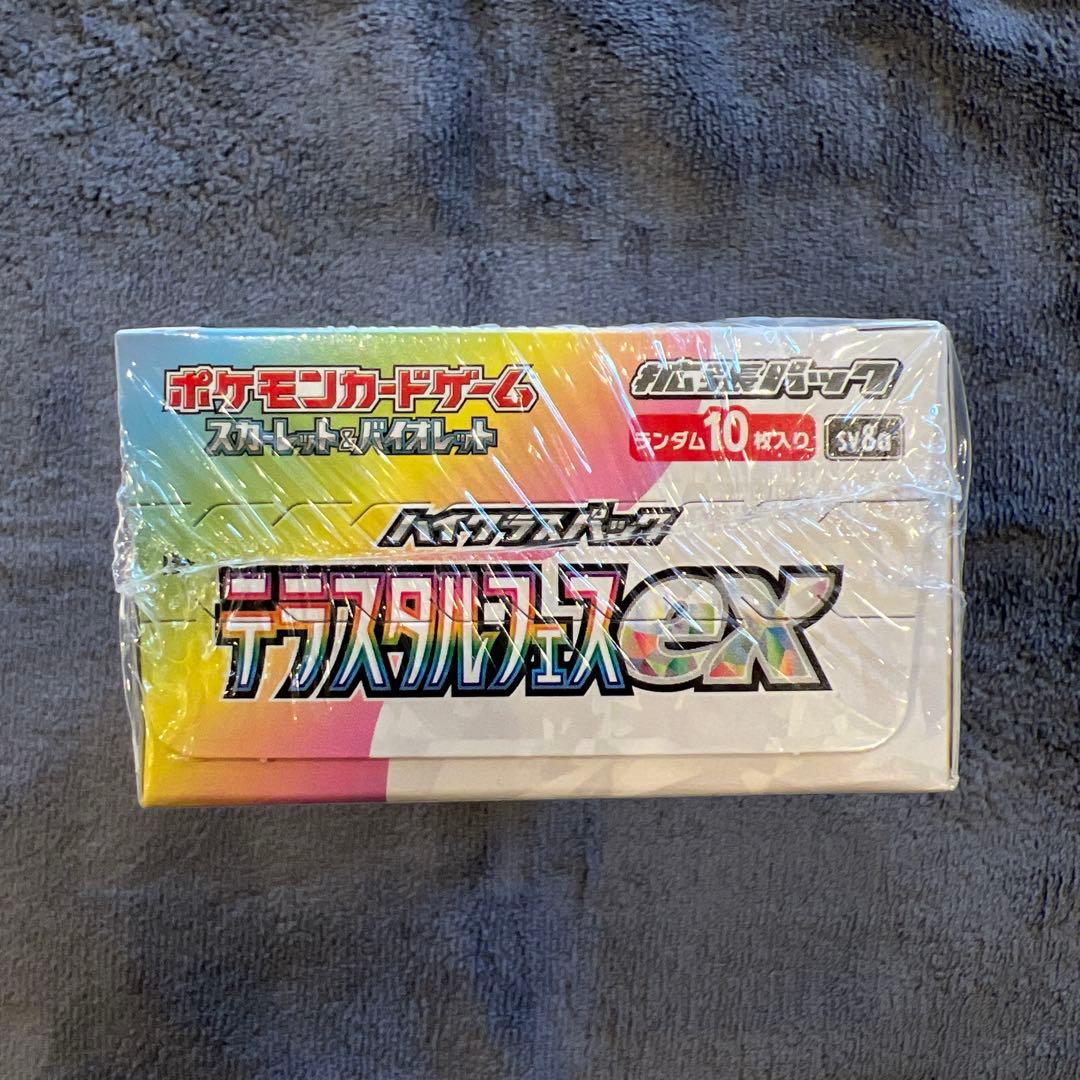 ポケモンカードゲーム
スカーレット&バイオレット
拡張パック
ランダム10枚入り
sv8a
ハイクラスパック
テラスタルフェスex